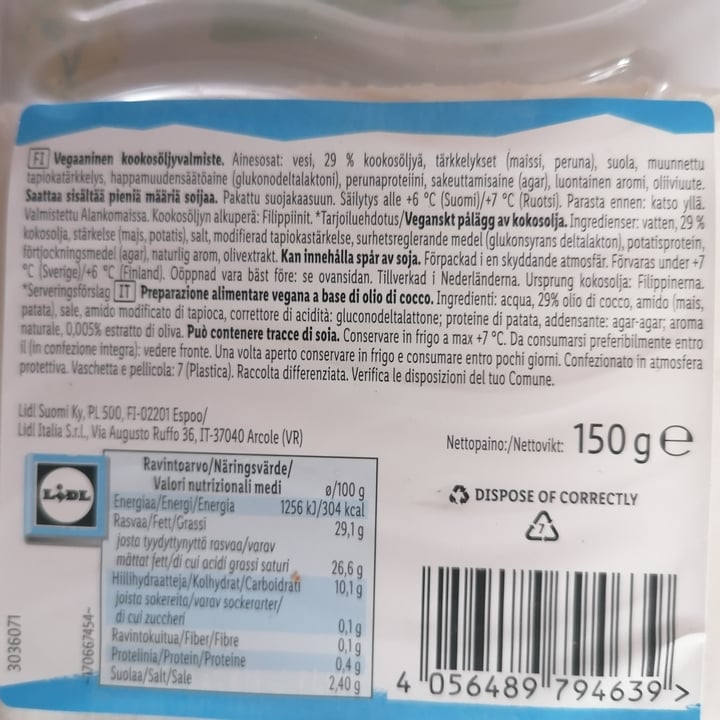 FI Vegaaninen kookosöljyvalmiste. Ainesosat: vesi, 29 % kookosöljyä, tärkkelykset (maissi, peruna), suola, muunnettu
tapiokatärkkelys, happamuudensäätöaine (glukonodeltalaktoni), perunaproteiini, sakeuttamisaine (agar), luontainen aromi, oliiviuute.
Saattaa sisältää pieniä määriä soijaa. Pakattu suojakaasuun. Säilytys alle +6 °C (Suomi)/+7 °C (Ruotsi). Parasta ennen: katso yllä.
Valmistettu Alankomaissa. Kookosöljyn alkuperä: Filippiinit. *Tarjoiluehdotus/Veganskt pålägg av kokosolja. Ingredienser: vatten, 29 %
kokosolja, stärkelse (majs, potatis), salt, modifierad tapiokastärkelse, surhetsreglerande medel (glukonsyrans deltalakton), potatisprotein,
förtjockningsmedel (agar), naturlig arom, olivextrakt. Kan innehålla spår av soja. Förpackad i en skyddande atmosfär. Förvaras under +7
°C (Sverige)/+6 °C (Finland). Oöppnad vara bäst före: se ovansidan. Tillverkad i Nederländerna. Ursprung kokosolja: Filippinerna.
*Serveringsförslag IT Preparazione alimentare vegana a base di olio di cocco. Ingredienti: acqua, 29% olio di cocco, amido (mais,
patata), sale, amido modificato di tapioca, correttore di acidità: gluconodeltalattone; proteine di patata, addensante: agar-agar; aroma
naturale, 0,005% estratto di oliva. Può contenere tracce di soia. Conservare in frigo a max +7 °C. Da consumarsi preferibilmente entro
il (in confezione integra): vedere fronte. Una volta aperto conservare in frigo e consumare entro pochi giorni. Confezionato in atmosfera
protettiva. Vaschetta e pellicola: 7 (Plastica). Raccolta differenziata. Verifica le disposizioni del tuo Comune.
Lidl Suomi Ky, PL 500, FI-02201 Espoo/
Lidl Italia S.r.l., Via Augusto Ruffo 36, IT-37040 Arcole (VR)
Nettopaino:/Nettovikt: 150 g e
LIDL
Ravintoarvo/Näringsvärde/
Valori nutrizionali medi ø/100 g
Energiaa/Energi/Energia 1256 kJ/304 kcal
Rasvaa/Fett/Grassi 29,1 g
josta tyydyttynyttä rasvaa/varav
mättat fett/di cui acidi grassi saturi 26,6 g
Hiilihydraatteja/Kolhydrat/Carboidrati 10,1 g
joista sokereita/varav sockerarter/
di cui zuccheri 0,1 g
Ravintokuitua/Fiber/Fibre 0,1 g
Proteiinia/Protein/Proteine 0,4 g
Suolaa/Salt/Sale 2,40 g
DISPOSE OF CORRECTLY
7
3036071
170667454
4 056489 794639 >